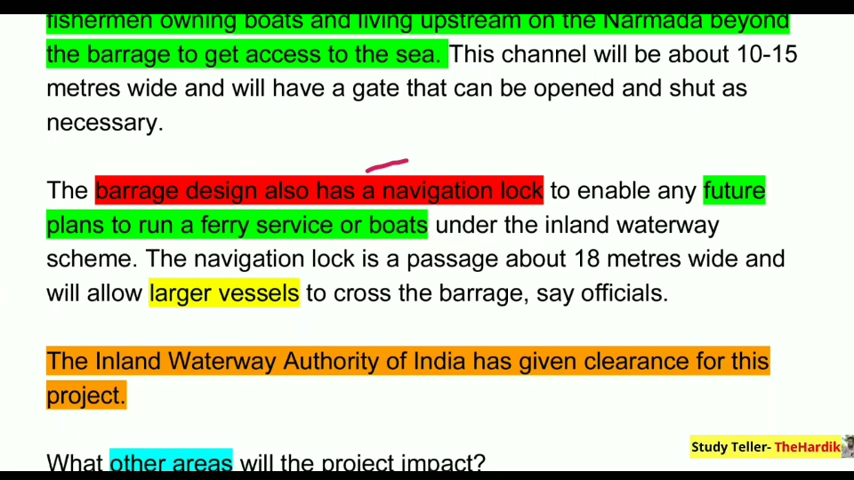 fishermen owning boats and living upstream on the Narmada beyond
the barrage to get access to the sea. This channel will be about 10-15
metres wide and will have a gate that can be opened and shut as
necessary.
The barrage design also has a navigation lock to enable any future
plans to run a ferry service or boats under the inland waterway
scheme. The navigation lock is a passage about 18 metres wide and
will allow larger vessels to cross the barrage, say officials.
The Inland Waterway Authority of India has given clearance for this
project.
Study Teller- TheHardik
What other areas will the project impact?